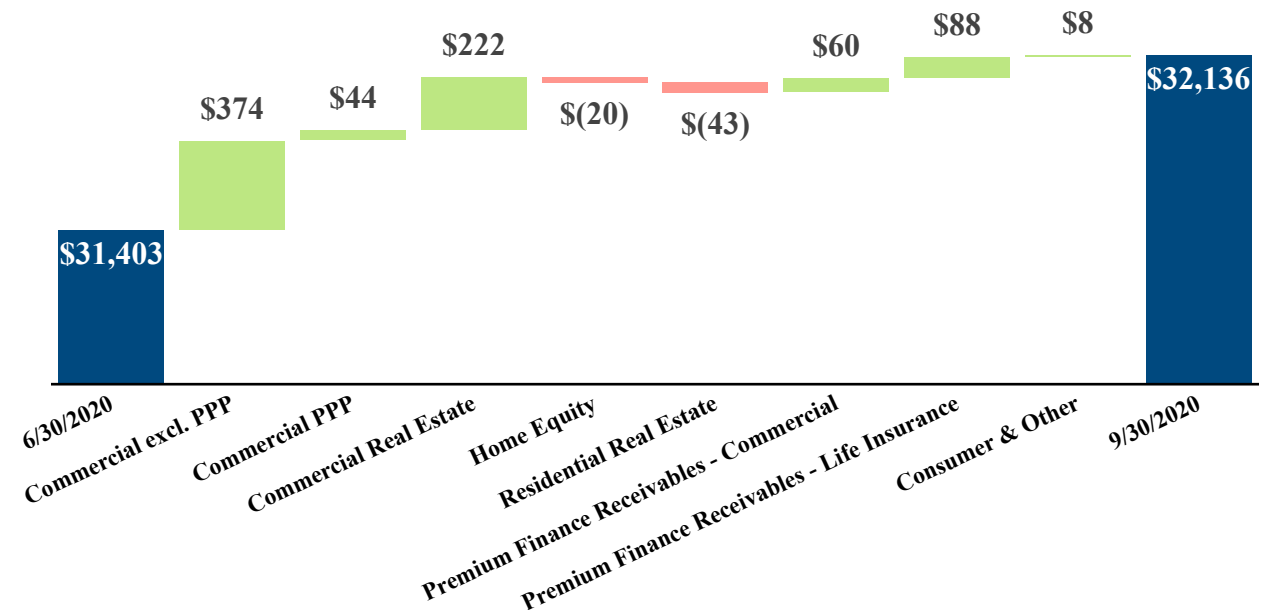 $31,403
$374
$44
$222
$(20)
$(43)
$60
$88
$8
$32,136
6/30/2020
Commercial excl. PPP
Commercial PPP
Commercial Real Estate
Home Equity
Residential Real Estate
Premium Finance Receivables - Commercial
Premium Finance Receivables - Life Insurance
Consumer & Other
9/30/2020